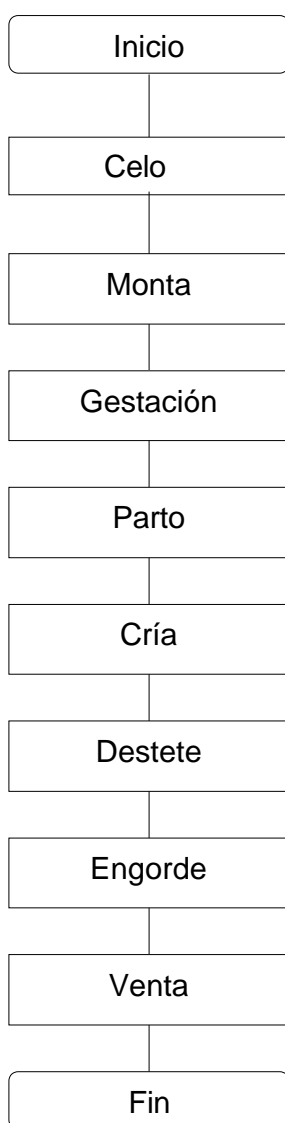 Inicio
Celo
Monta
Gestación
Parto
Cría
Destete
Engorde
Venta
Fin